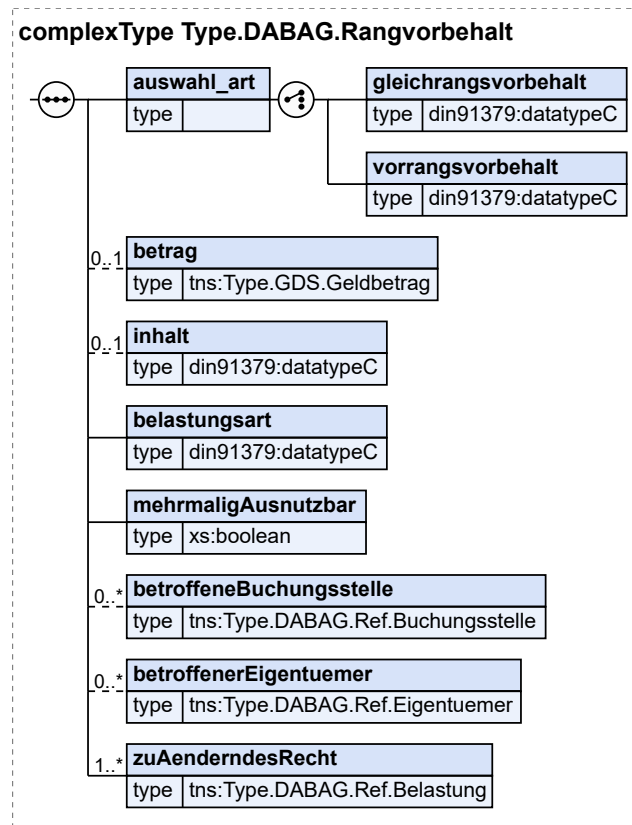 complexType Type.DABAG.Rangvorbehalt
auswahl_art
type
gleichrangsvorbehalt
type din91379:datatypeC
vorrangsvorbehalt
type din91379:datatypeC
0..1 betrag
type tns:Type.GDS.Geldbetrag
0..1 inhalt
type din91379:datatypeC
belastungsart
type din91379:datatypeC
mehrmaligAusnutzbar
type xs:boolean
0..* betroffeneBuchungsstelle
type tns:Type.DABAG.Ref.Buchungsstelle
0..* betroffenerEigentuemer
type tns:Type.DABAG.Ref.Eigentuemer
1..* zuAenderndesRecht
type tns:Type.DABAG.Ref.Belastung